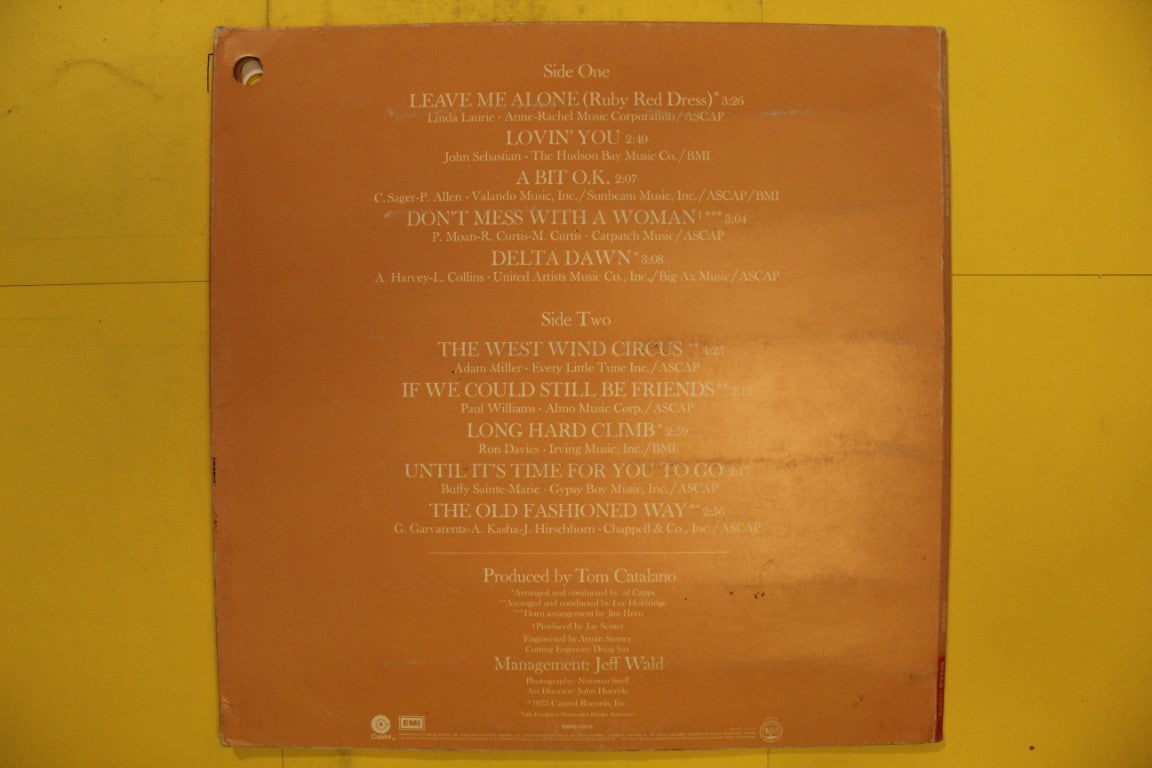 Side One
LEAVE ME ALONE (Ruby Red Dress)* 3:26
Linda Laurie · Anne-Rachel Music Corporation/ASCAP
LOVIN' YOU 2:49
John Sebastian · The Hudson Bay Music Co./BMI
A BIT O.K. 2:07
C. Sager-P. Allen · Valando Music, Inc./Sunbeam Music, Inc./ASCAP/BMI
DON'T MESS WITH A WOMAN†*** 3:04
P. Moan-R. Curtis-M. Curtis · Catpatch Music/ASCAP
DELTA DAWN* 3:08
A. Harvey-L. Collins · United Artists Music Co., Inc./Big Ax Music/ASCAP
Side Two
THE WEST WIND CIRCUS** 4:25
Adam Miller · Every Little Tune Inc./ASCAP
IF WE COULD STILL BE FRIENDS**
Paul Williams · Almo Music Corp./ASCAP
LONG HARD CLIMB* 2:59
Ron Davies · Irving Music, Inc./BMI
UNTIL IT'S TIME FOR YOU TO GO
Buffy Sainte-Marie · Gypsy Boy Music, Inc./ASCAP
THE OLD FASHIONED WAY** 2:56
G. Garvarentz-A. Kasha-J. Hirschhorn · Chappell & Co., Inc./ASCAP
Produced by Tom Catalano
*Arranged and conducted by Al Capps
**Arranged and conducted by Lee Holdridge
***Horn arrangement by Jim Horn
†Produced by Jay Senter
Engineered by Armin Steiner
Cutting Engineer: Doug Sax
Management: Jeff Wald
Photography: Norman Seeff
Art Director: John Hoernle
1973 Capitol Records, Inc.
Capitol
EMI
SMAS-11213